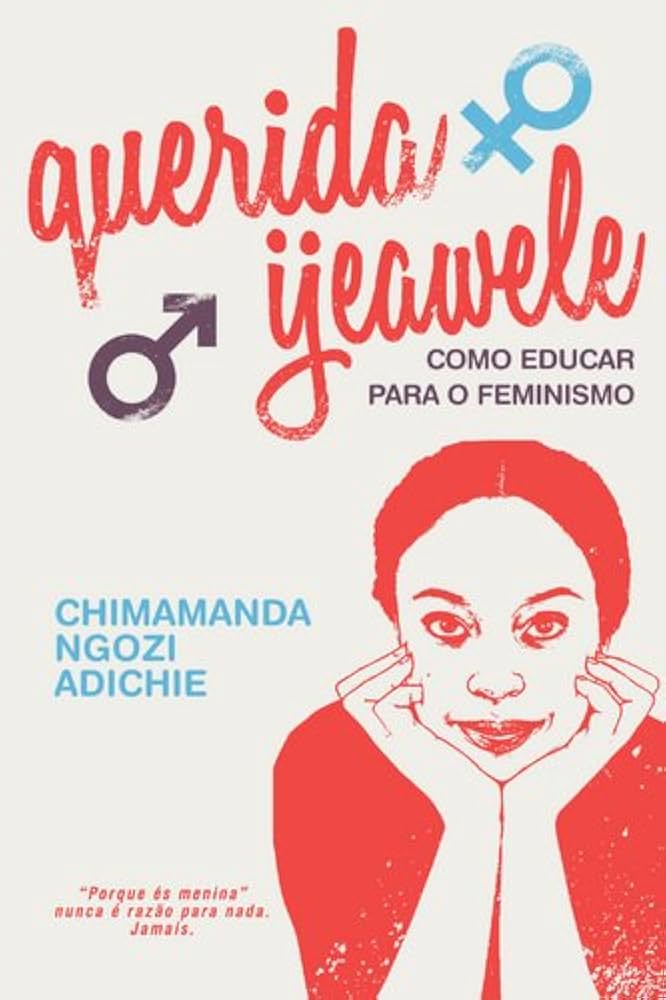 querida
ijeawele
COMO EDUCAR
PARA O FEMINISMO
CHIMAMANDA
NGOZI
ADICHIE
“Porque és menina”
nunca é razão para nada.
Jamais.